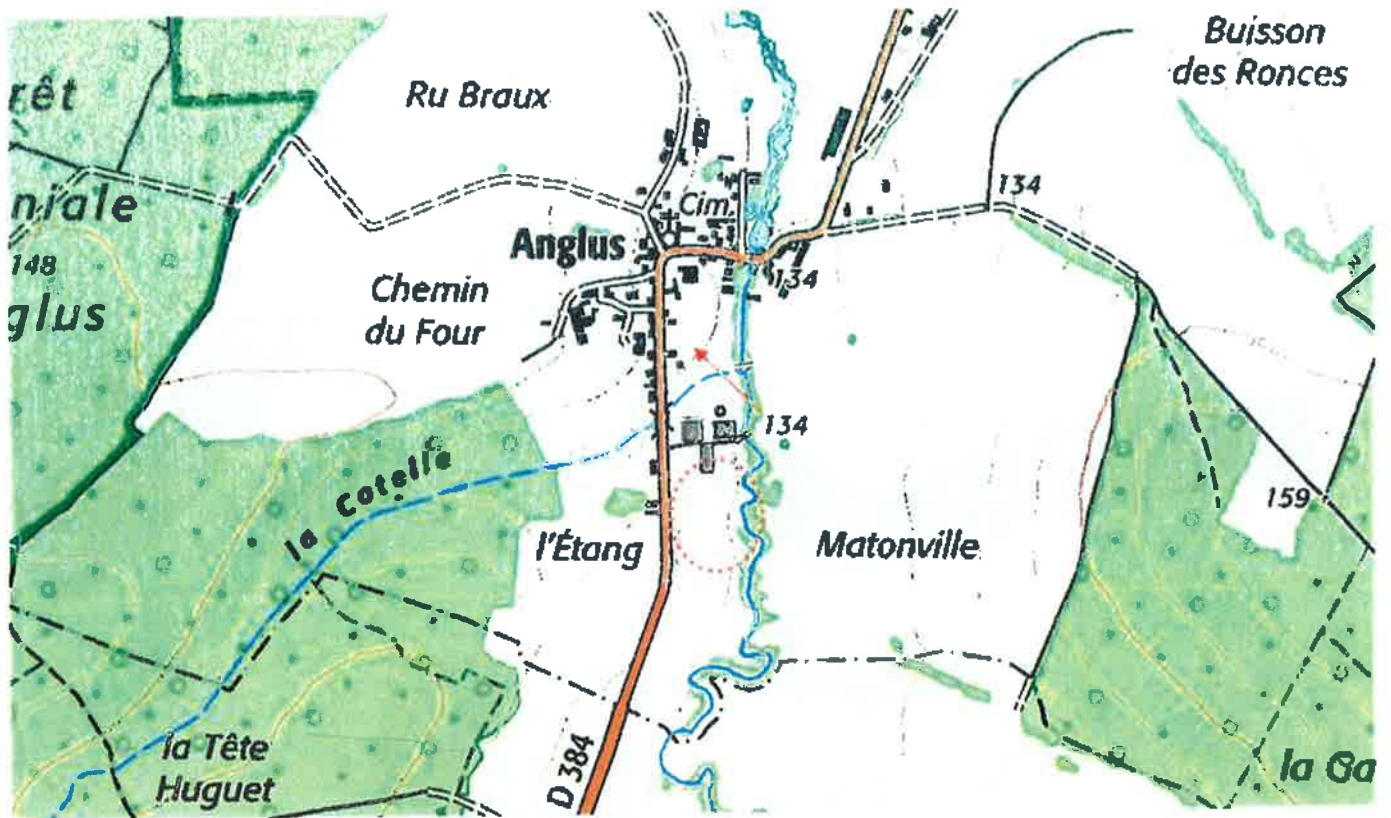 Buisson
des Ronces
rêt
Ru Braux
niale
134
Cim.
148
Anglus
134
glus
Chemin
du Four
134
la Cotelle
159
l'Étang
Matonville
la Tête
Huguet
D 384
la Ga